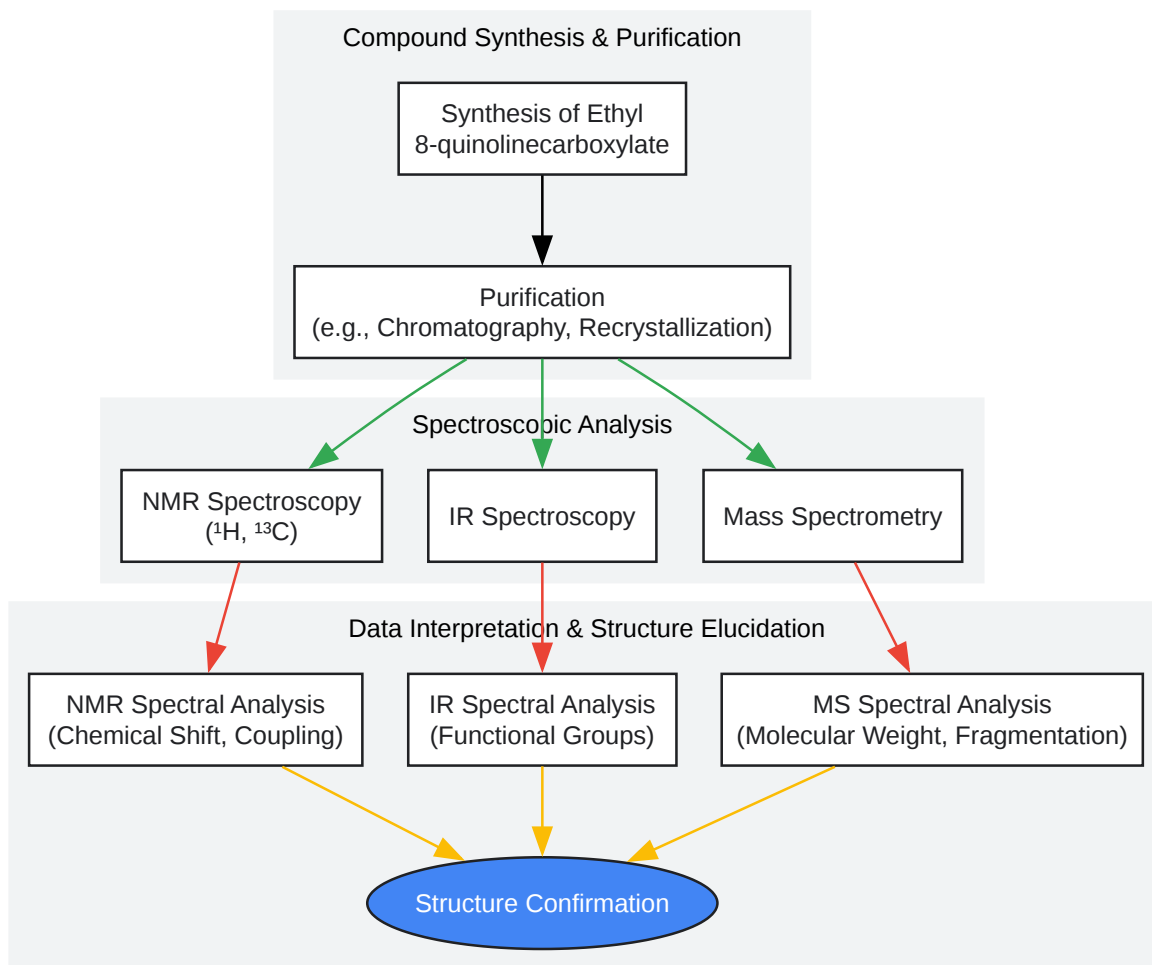 Compound Synthesis & Purification
Synthesis of Ethyl
8-quinolinecarboxylate
Purification
(e.g., Chromatography, Recrystallization)
Spectroscopic Analysis
NMR Spectroscopy
(¹H, ¹³C)
IR Spectroscopy
Mass Spectrometry
Data Interpretation & Structure Elucidation
NMR Spectral Analysis
(Chemical Shift, Coupling)
IR Spectral Analysis
(Functional Groups)
MS Spectral Analysis
(Molecular Weight, Fragmentation)
Structure Confirmation